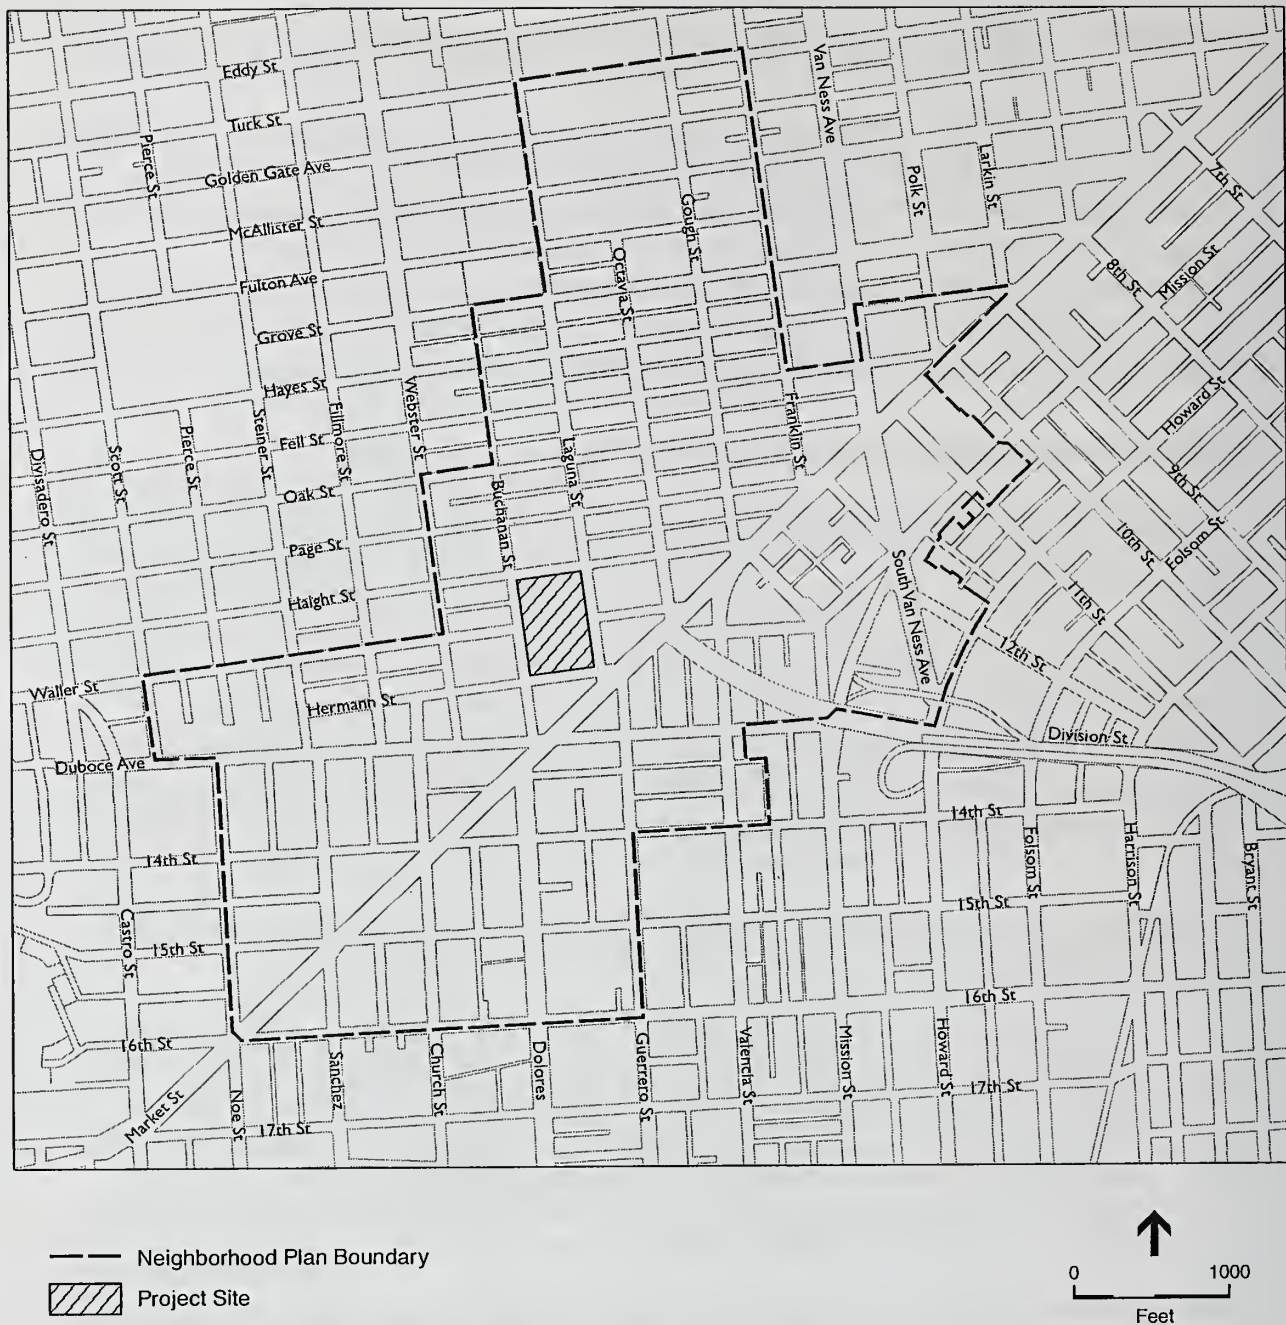 Eddy St
Turk St
Golden Gate Ave
McAllister St
Fulton Ave
Grove St
Hayes St
Fell St
Oak St
Page St
Haight St
Waller St
Hermann St
Duboce Ave
14th St
15th St
16th St
Market St
17th St
Pierce St
Divisadero St
Scott St
Pierce St
Steiner St
Fillmore St
Webster St
Buchanan St
Laguna St
Octavia St
Gough St
Franklin St
Van Ness Ave
Polk St
Larkin St
7th St
Mission St
8th St
Howard St
9th St
Folsom St
10th St
11th St
12th St
South Van Ness Ave
Division St
14th St
15th St
16th St
17th St
Folsom St
Harrison St
Bryant St
Castro St
Noe St
Sanchez
Church St
Dolores
Guerrero St
Valencia St
Mission St
Howard St
Neighborhood Plan Boundary
Project Site
0 1000
Feet